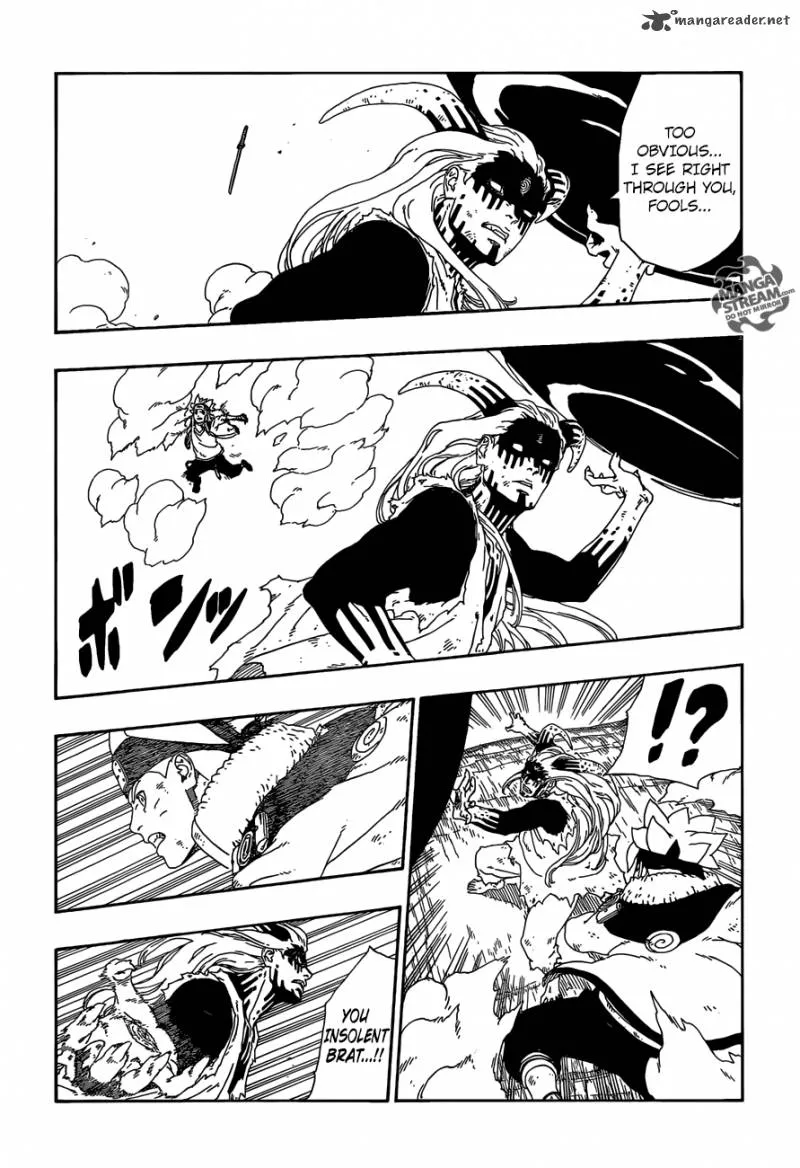 mangareader.net
TOO
OBVIOUS...
I SEE RIGHT
THROUGH YOU,
FOOLS...
MANGA
STREAM.com
DO NOT MIRROR
ボンッ
!?
YOU
INSOLENT
BRAT...!!